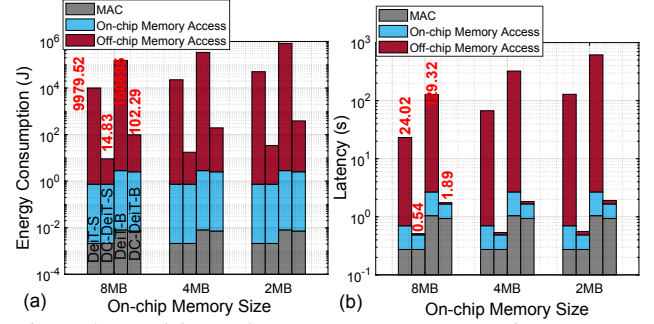 MAC
On-chip Memory Access
Off-chip Memory Access
Energy Consumption (J)
10^6
10^4
10^2
10^0
10^-2
10^-4
9979.52
14.83
102.29
DeiT-S
DC-DeiT-S
DeiT-B
DC-DeiT-B
8MB
4MB
2MB
(a)
On-chip Memory Size
MAC
On-chip Memory Access
Off-chip Memory Access
Latency (s)
10^3
10^2
10^1
10^0
10^-1
24.02
0.54
1.89
8MB
4MB
2MB
(b)
On-chip Memory Size